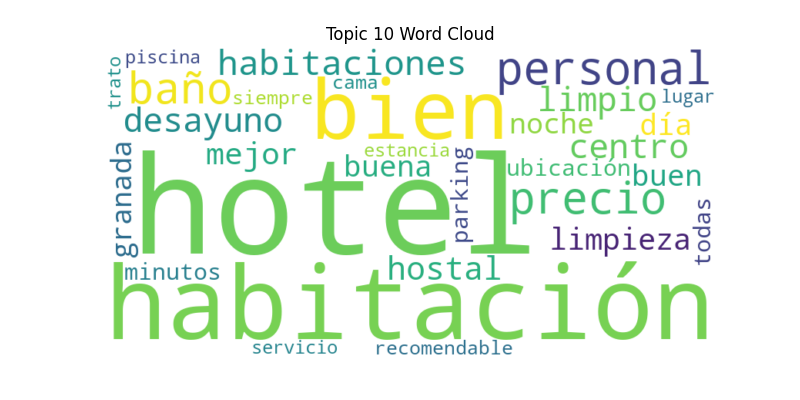 Topic 10 Word Cloud
piscina
habitaciones
personal
trato
baño
siempre
cama
bien
limpio
lugar
desayuno
noche
día
mejor
estancia
buena
centro
granada
hotel
parking
ubicación
buen
precio
limpieza
todas
minutos
hostal
habitación
servicio
recomendable